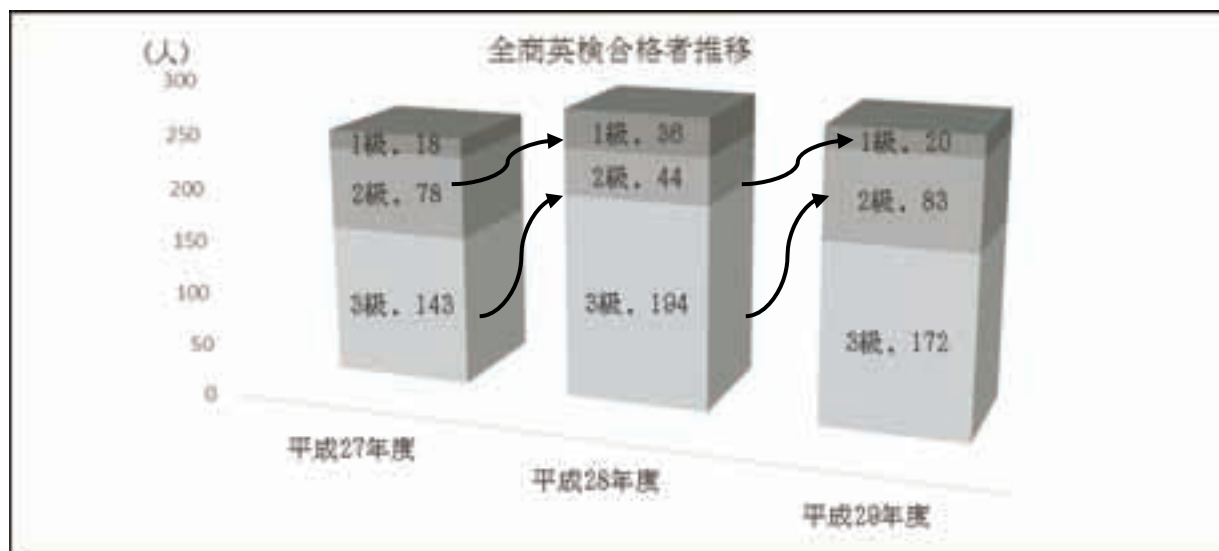 全商英検合格者推移
(人)
300
250
200
150
100
50
0
1級, 18
2級, 78
3級, 143
1級, 36
2級, 44
3級, 194
1級, 20
2級, 83
3級, 172
平成27年度
平成28年度
平成29年度